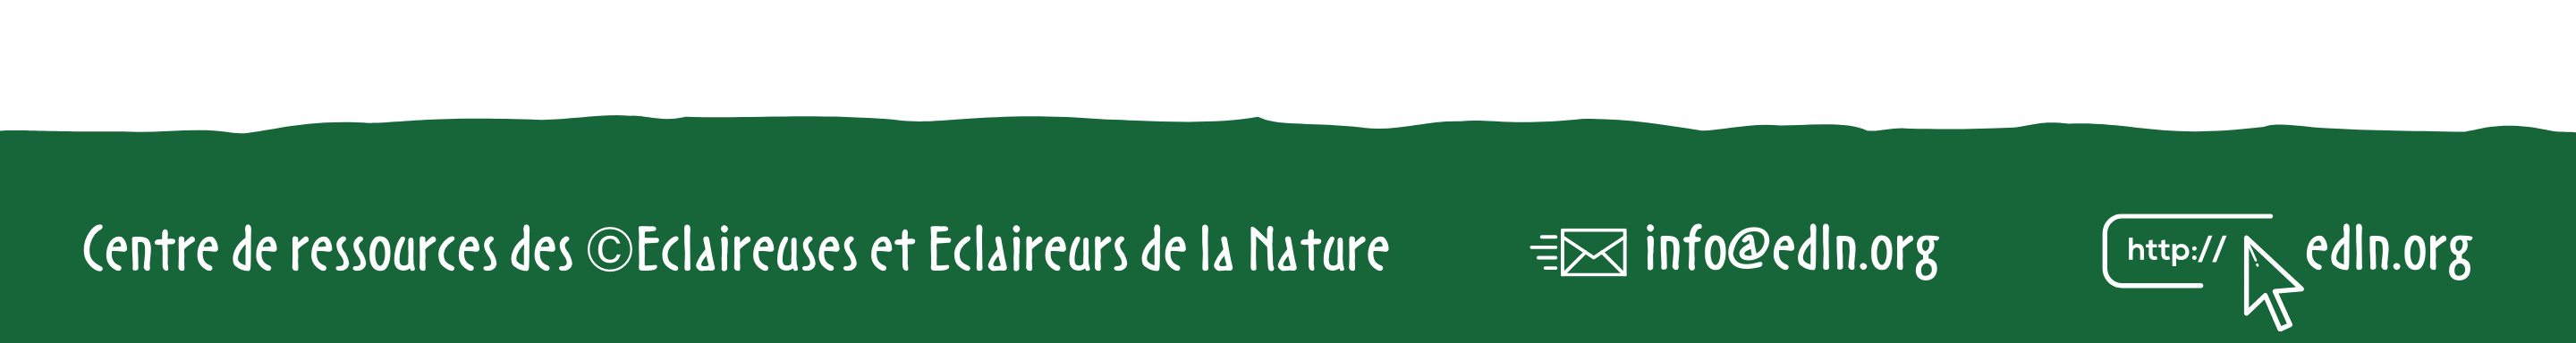 Centre de ressources des ©Eclaireuses et Eclaireurs de la Nature
info@edln.org
http://
edln.org